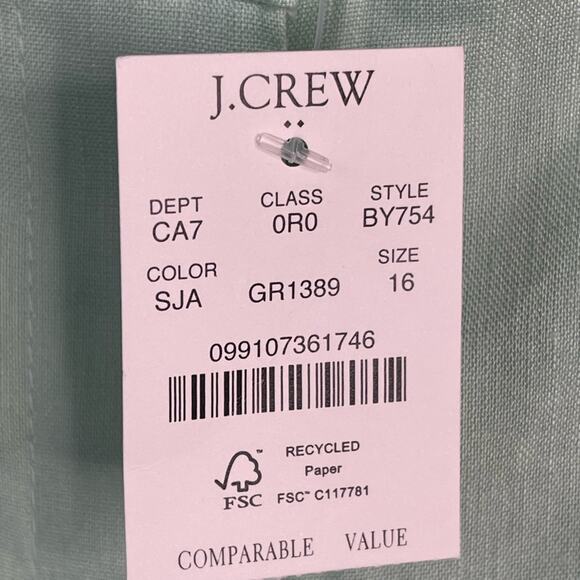 J.CREW
DEPT CLASS STYLE
CA7 0R0 BY754
COLOR SIZE
SJA GR1389 16
099107361746
RECYCLED
Paper
FSC™ FSC™ C117781
COMPARABLE VALUE